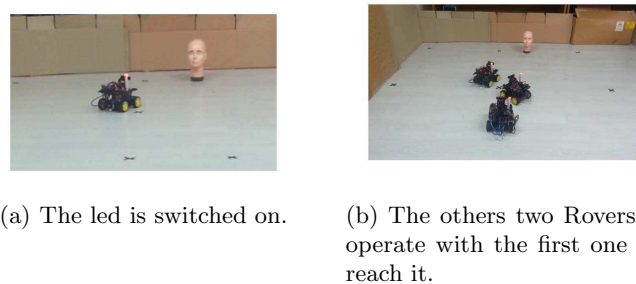 (a) The led is switched on.
(b) The others two Rovers
operate with the first one
reach it.